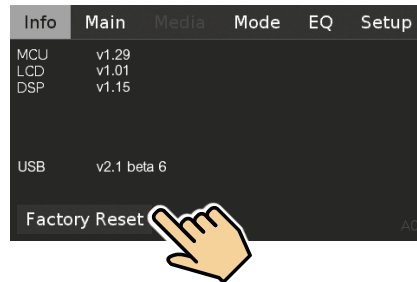 Info Main Media Mode EQ Setup
MCU v1.29
LCD v1.01
DSP v1.15
USB v2.1 beta 6
Factory Reset